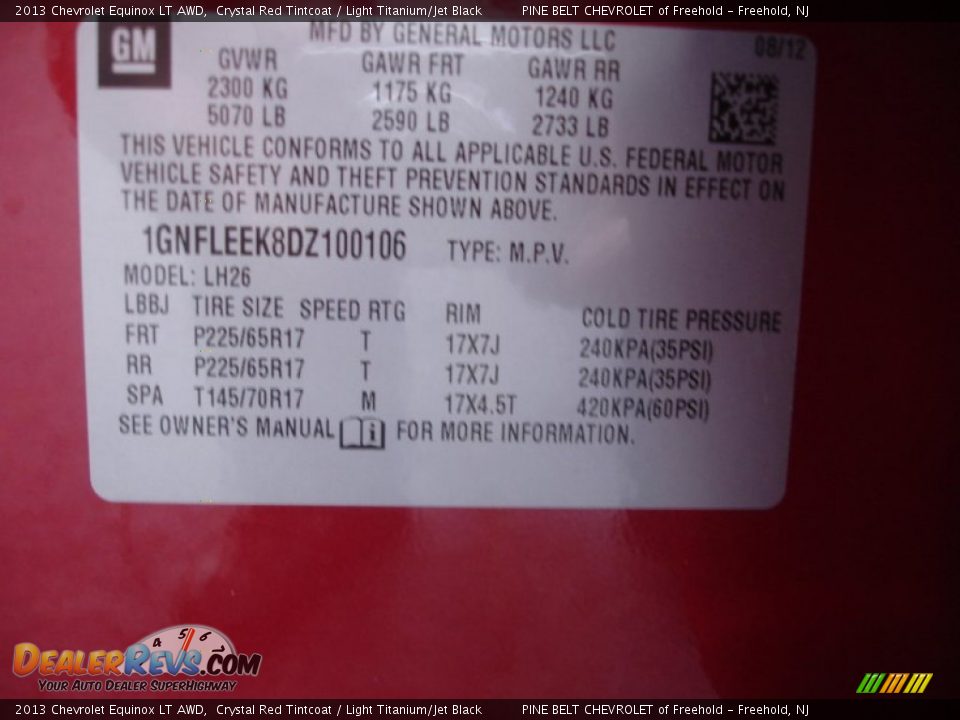 2013 Chevrolet Equinox LT AWD, Crystal Red Tintcoat / Light Titanium/Jet Black PINE BELT CHEVROLET of Freehold - Freehold, NJ
GM
MFD BY GENERAL MOTORS LLC 08/12
GVWR GAWR FRT GAWR RR
2300 KG 1175 KG 1240 KG
5070 LB 2590 LB 2733 LB
THIS VEHICLE CONFORMS TO ALL APPLICABLE U.S. FEDERAL MOTOR
VEHICLE SAFETY AND THEFT PREVENTION STANDARDS IN EFFECT ON
THE DATE OF MANUFACTURE SHOWN ABOVE.
1GNFLEEK8DZ100106 TYPE: M.P.V.
MODEL: LH26
LBBJ TIRE SIZE SPEED RTG RIM COLD TIRE PRESSURE
FRT P225/65R17 T 17X7J 240KPA(35PSI)
RR P225/65R17 T 17X7J 240KPA(35PSI)
SPA T145/70R17 M 17X4.5T 420KPA(60PSI)
SEE OWNER'S MANUAL i FOR MORE INFORMATION.
4 5 6
DEALERREVS.COM
YOUR AUTO DEALER SUPERHIGHWAY
2013 Chevrolet Equinox LT AWD, Crystal Red Tintcoat / Light Titanium/Jet Black PINE BELT CHEVROLET of Freehold - Freehold, NJ